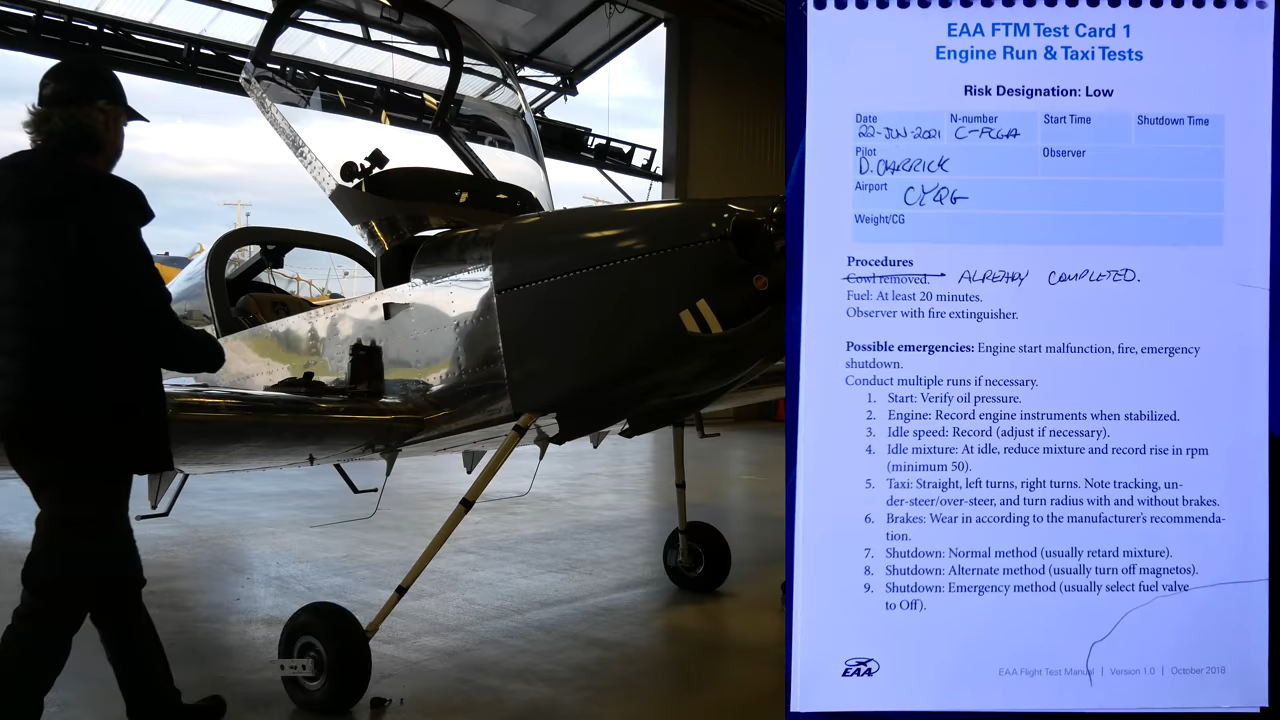 EAA FTM Test Card 1
Engine Run & Taxi Tests
Risk Designation: Low
Date N-number Start Time Shutdown Time
22-JUN-2021 C-FCGA
Pilot Observer
D. CARRICK
Airport CYQG
Weight/CG
Procedures
Cowl removed. ALREADY COMPLETED.
Fuel: At least 20 minutes.
Observer with fire extinguisher.
Possible emergencies: Engine start malfunction, fire, emergency
shutdown.
Conduct multiple runs if necessary.
1. Start: Verify oil pressure.
2. Engine: Record engine instruments when stabilized.
3. Idle speed: Record (adjust if necessary).
4. Idle mixture: At idle, reduce mixture and record rise in rpm
(minimum 50).
5. Taxi: Straight, left turns, right turns. Note tracking, un-
der-steer/over-steer, and turn radius with and without brakes.
6. Brakes: Wear in according to the manufacturer's recommenda-
tion.
7. Shutdown: Normal method (usually retard mixture).
8. Shutdown: Alternate method (usually turn off magnetos).
9. Shutdown: Emergency method (usually select fuel valve
to Off).
EAA EAA Flight Test Manual | Version 1.0 | October 2018